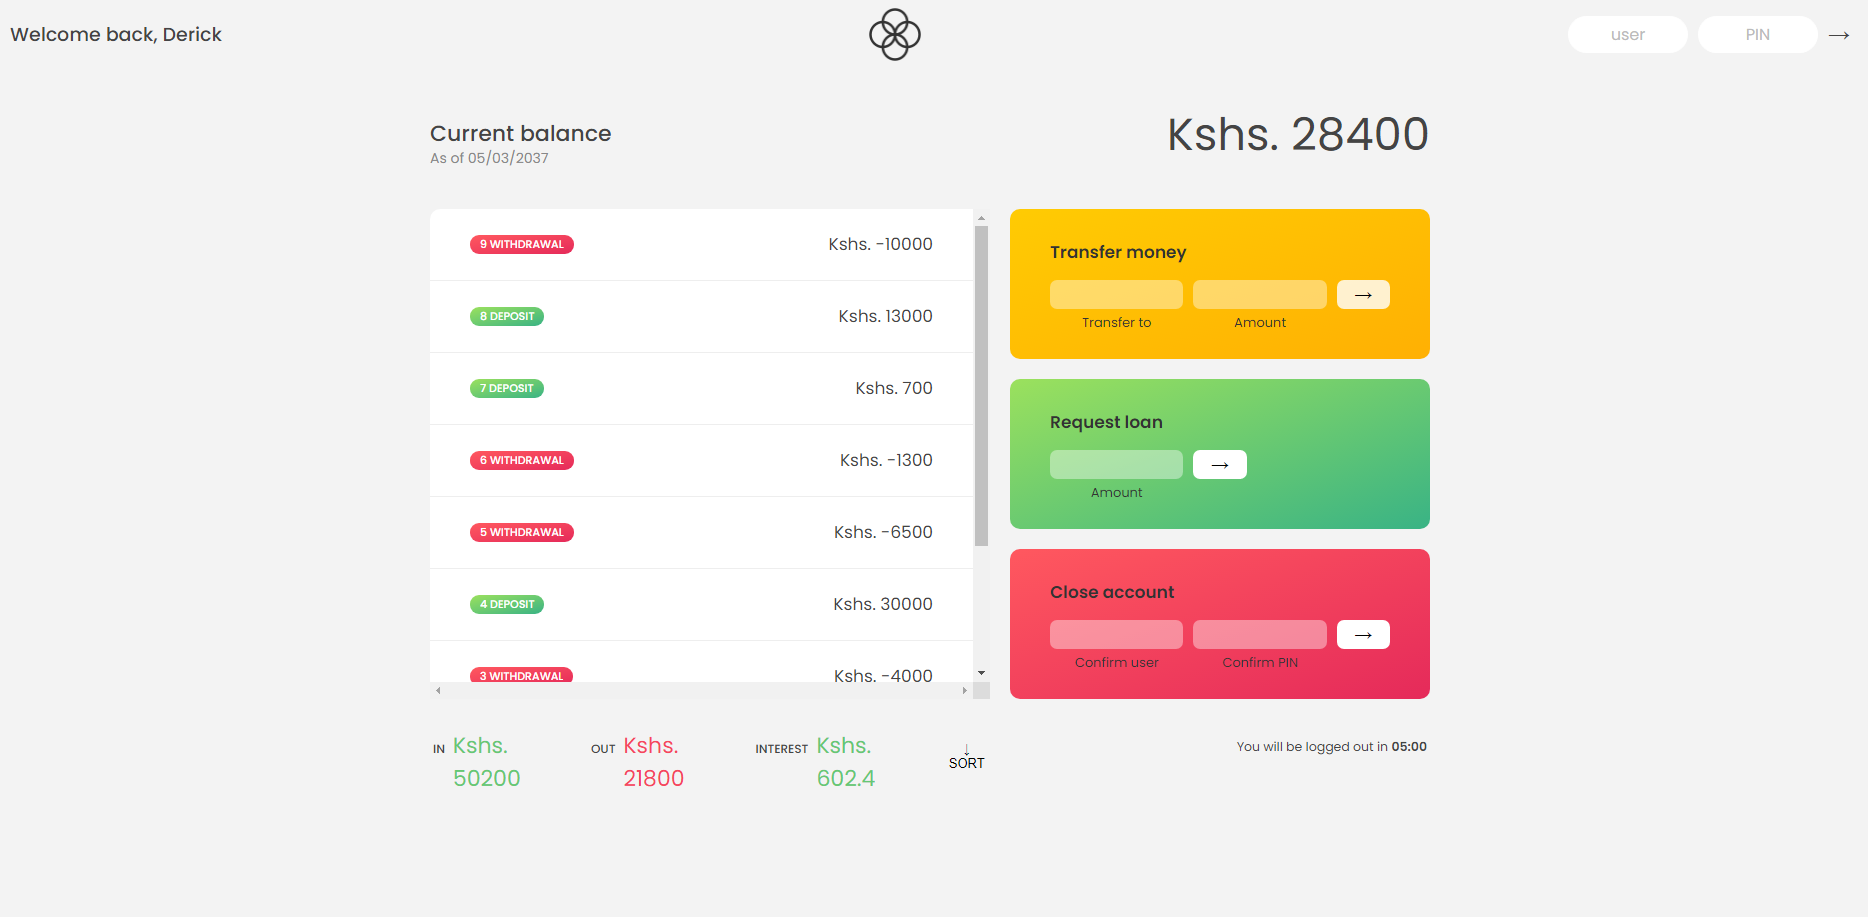 Welcome back, Derick
user
PIN
→
Current balance
As of 05/03/2037
Kshs. 28400
9 WITHDRAWAL
Kshs. -10000
8 DEPOSIT
Kshs. 13000
7 DEPOSIT
Kshs. 700
6 WITHDRAWAL
Kshs. -1300
5 WITHDRAWAL
Kshs. -6500
4 DEPOSIT
Kshs. 30000
3 WITHDRAWAL
Kshs. -4000
Transfer money
→
Transfer to
Amount
Request loan
→
Amount
Close account
→
Confirm user
Confirm PIN
IN
Kshs.
50200
OUT
Kshs.
21800
INTEREST
Kshs.
602.4
↓
SORT
You will be logged out in 05:00